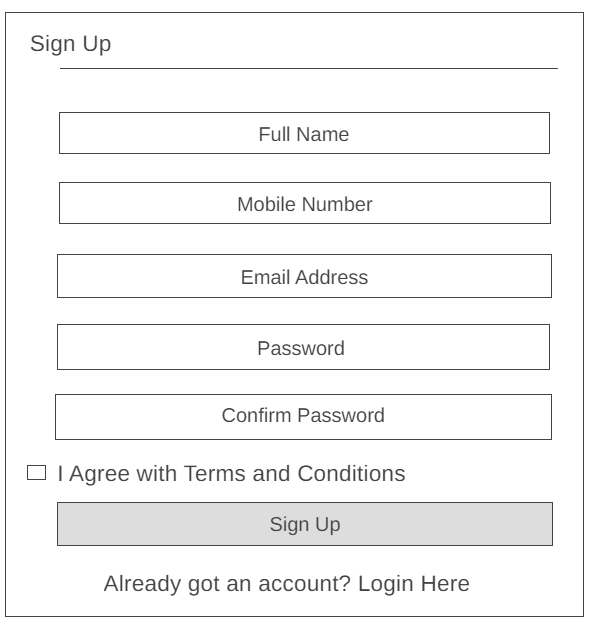 Sign Up
Full Name
Mobile Number
Email Address
Password
Confirm Password
I Agree with Terms and Conditions
Sign Up
Already got an account? Login Here